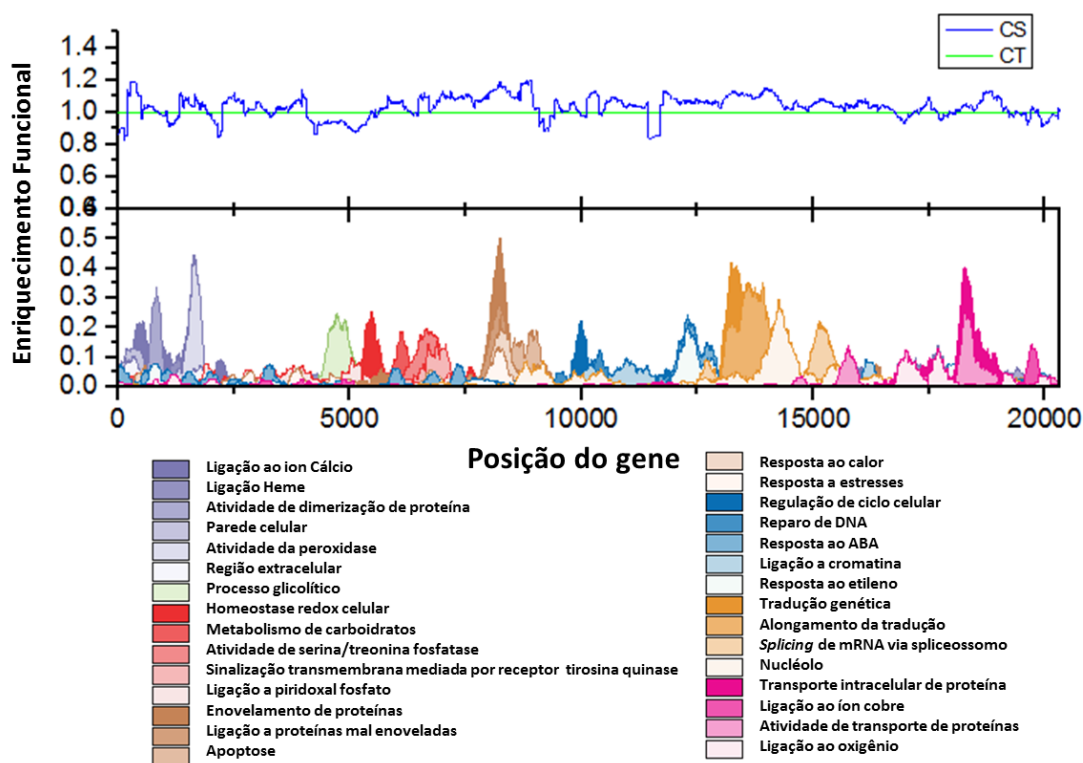 CS
CT
Enriquecimento Funcional
1.4
1.2
1.0
0.8
0.6
0.4
0.6
0.5
0.4
0.3
0.2
0.1
0.0
0
5000
10000
15000
20000
Posição do gene
Ligação ao ion Cálcio
Ligação Heme
Atividade de dimerização de proteína
Parede celular
Atividade da peroxidase
Região extracelular
Processo glicolítico
Homeostase redox celular
Metabolismo de carboidratos
Atividade de serina/treonina fosfatase
Sinalização transmembrana mediada por receptor tirosina quinase
Ligação a piridoxal fosfato
Enovelamento de proteínas
Ligação a proteínas mal enoveladas
Apoptose
Resposta ao calor
Resposta a estresses
Regulação de ciclo celular
Reparo de DNA
Resposta ao ABA
Ligação a cromatina
Resposta ao etileno
Tradução genética
Alongamento da tradução
Splicing de mRNA via spliceossomo
Nucléolo
Transporte intracelular de proteína
Ligação ao íon cobre
Atividade de transporte de proteínas
Ligação ao oxigênio